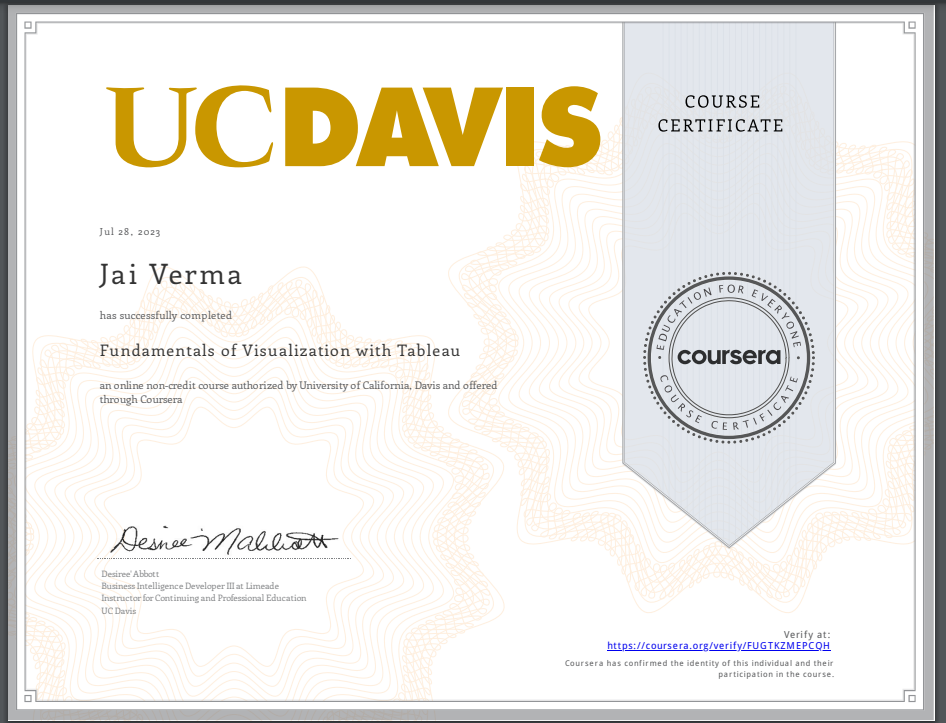 UCDAVIS
COURSE
CERTIFICATE
Jul 28, 2023
Jai Verma
has successfully completed
Fundamentals of Visualization with Tableau
an online non-credit course authorized by University of California, Davis and offered
through Coursera
EDUCATION FOR EVERYONE
coursera
COURSE CERTIFICATE
Desiree' Abbott
Desiree' Abbott
Business Intelligence Developer III at Limeade
Instructor for Continuing and Professional Education
UC Davis
Verify at:
https://coursera.org/verify/FUGTKZMEPCQH
Coursera has confirmed the identity of this individual and their
participation in the course.